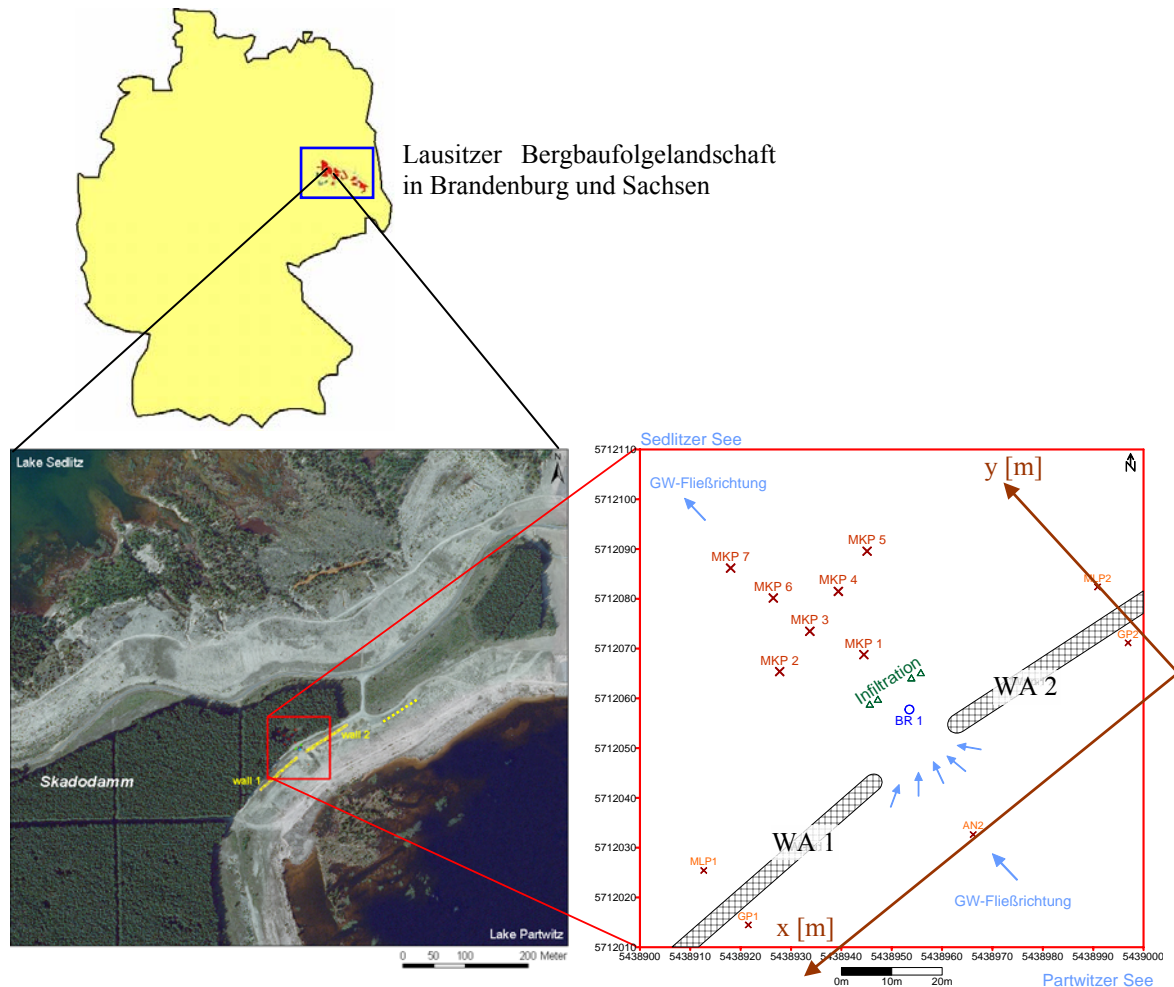 Lausitzer Bergbaufolgelandschaft
in Brandenburg und Sachsen
Lake Sedlitz
N
wall 2
wall 1
Skadodamm
Lake Partwitz
0 50 100 200 Meter
Sedlitzer See
N
y [m]
GW-Fließrichtung
MKP 5
MKP 7
MKP 6
MKP 4
MLP2
MKP 3
MKP 1
GP2
MKP 2
Infiltration
WA 2
BR 1
WA 1
AN2
MLP1
GW-Fließrichtung
GP1
x [m]
5712110
5712100
5712090
5712080
5712070
5712060
5712050
5712040
5712030
5712020
5712010
5438900 5438910 5438920 5438930 5438940 5438950 5438960 5438970 5438980 5438990 5439000
0m 10m 20m
Partwitzer See